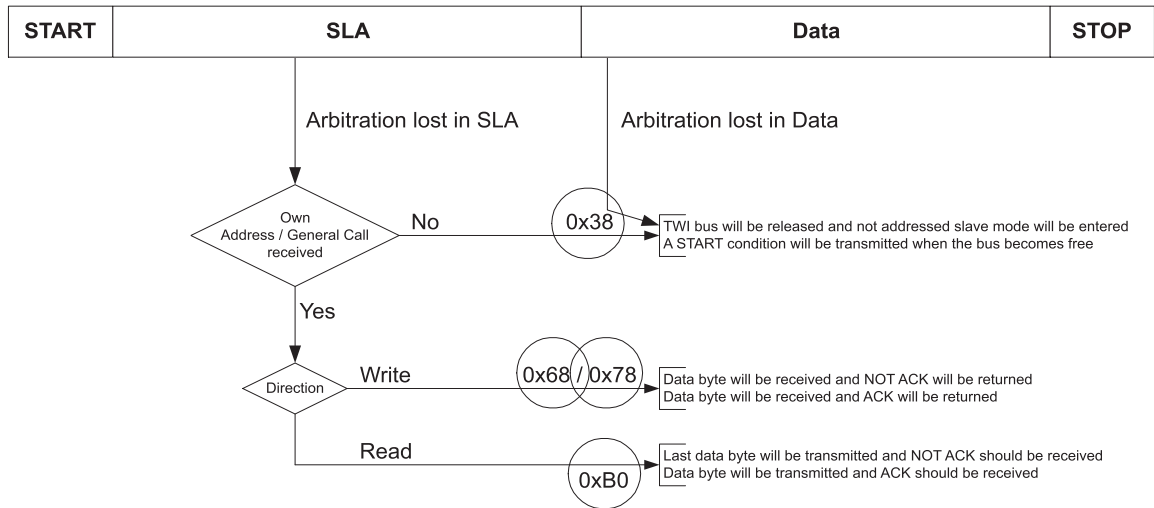 START SLA Data STOP
Arbitration lost in SLA Arbitration lost in Data
Own
Address / General Call
received
No
0x38
TWI bus will be released and not addressed slave mode will be entered
A START condition will be transmitted when the bus becomes free
Yes
Direction
Write
0x68 / 0x78
Data byte will be received and NOT ACK will be returned
Data byte will be received and ACK will be returned
Read
0xB0
Last data byte will be transmitted and NOT ACK should be received
Data byte will be transmitted and ACK should be received